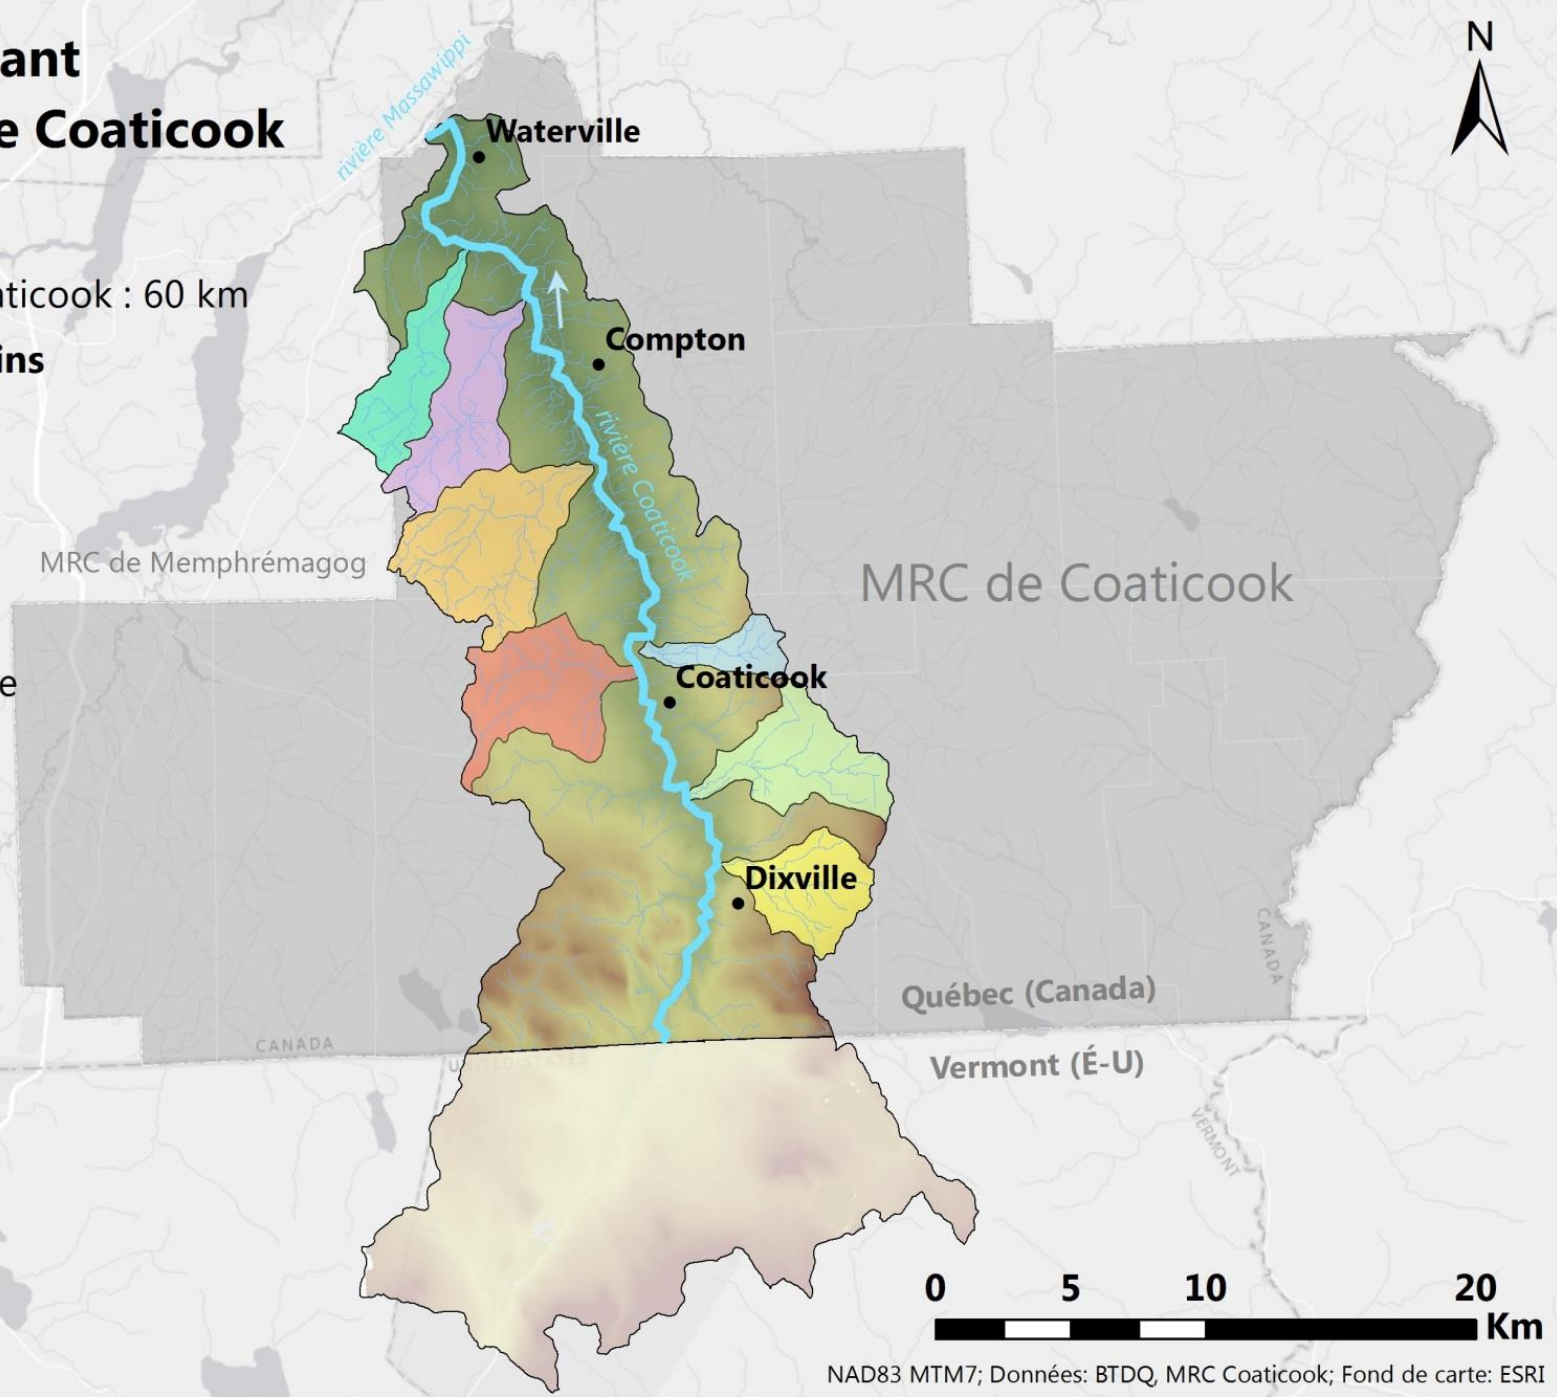 ant
e Coaticook
aticook : 60 km
ins
e
N
rivière Massawippi
Waterville
Compton
rivière Coaticook
MRC de Memphrémagog
MRC de Coaticook
Coaticook
Dixville
CANADA
Québec (Canada)
CANADA
UNITED STATES
Vermont (É-U)
VERMONT
0 5 10 20
Km
NAD83 MTM7; Données: BTDQ, MRC Coaticook; Fond de carte: ESRI